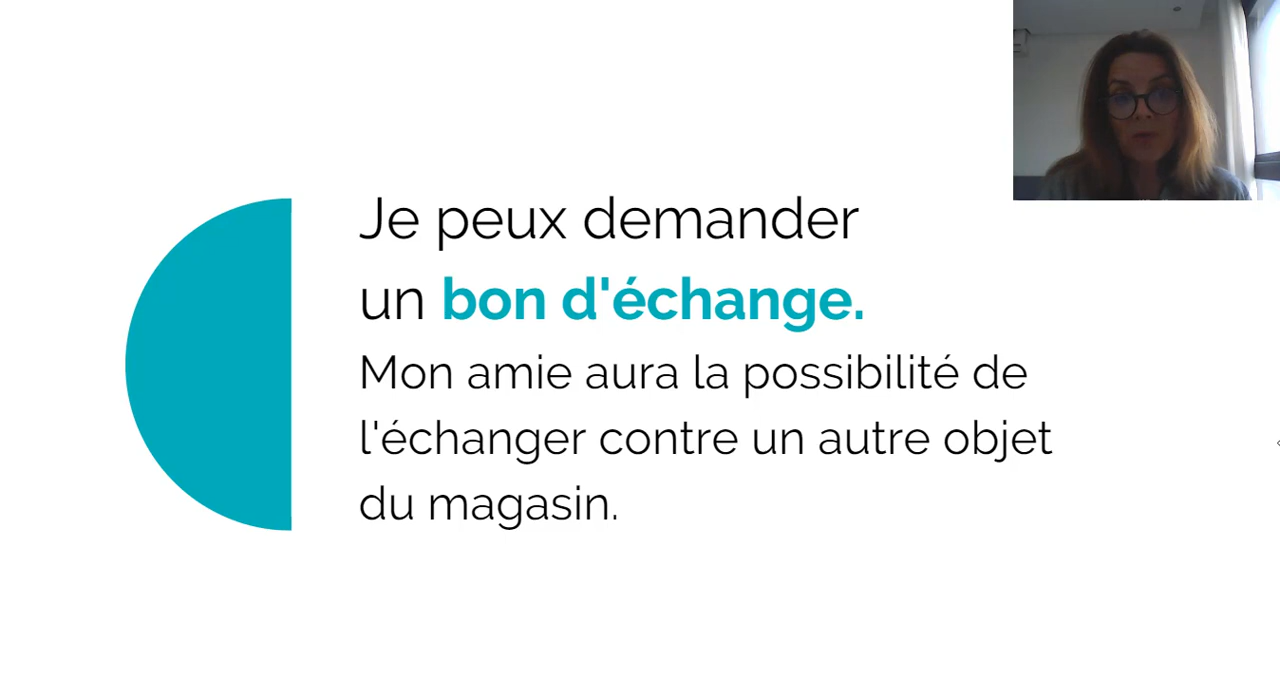 Je peux demander
un bon d'échange.
Mon amie aura la possibilité de
l'échanger contre un autre objet
du magasin.